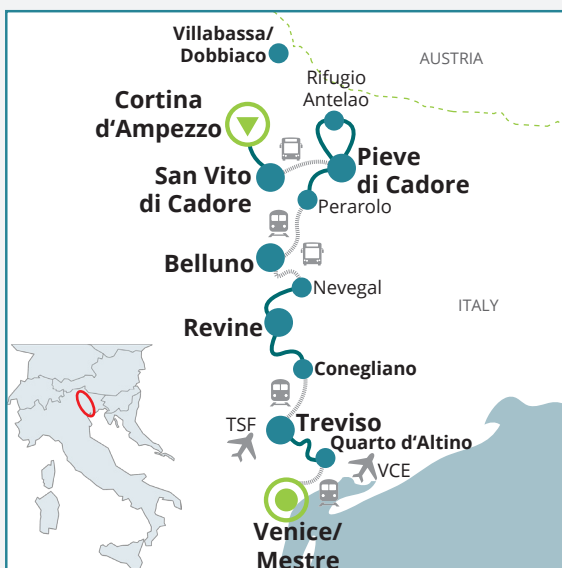 Villabassa/
Dobbiaco
AUSTRIA
Rifugio
Antelao
Cortina
d‘Ampezzo
Pieve
di Cadore
San Vito
di Cadore
Perarolo
Belluno
Nevegal
ITALY
Revine
Conegliano
TSF
Treviso
Quarto d‘Altino
VCE
Venice/
Mestre